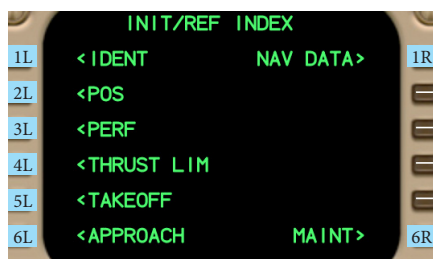 INIT/REF INDEX
1L <IDENT NAV DATA> 1R
2L <POS
3L <PERF
4L <THRUST LIM
5L <TAKEOFF
6L <APPROACH MAINT> 6R